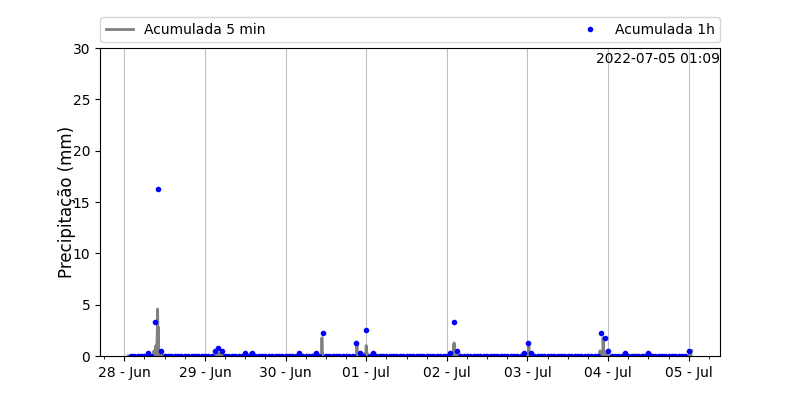 Acumulada 5 min
Acumulada 1h
2022-07-05 01:09
Precipitação (mm)
30
25
20
15
10
5
0
28 - Jun 29 - Jun 30 - Jun 01 - Jul 02 - Jul 03 - Jul 04 - Jul 05 - Jul